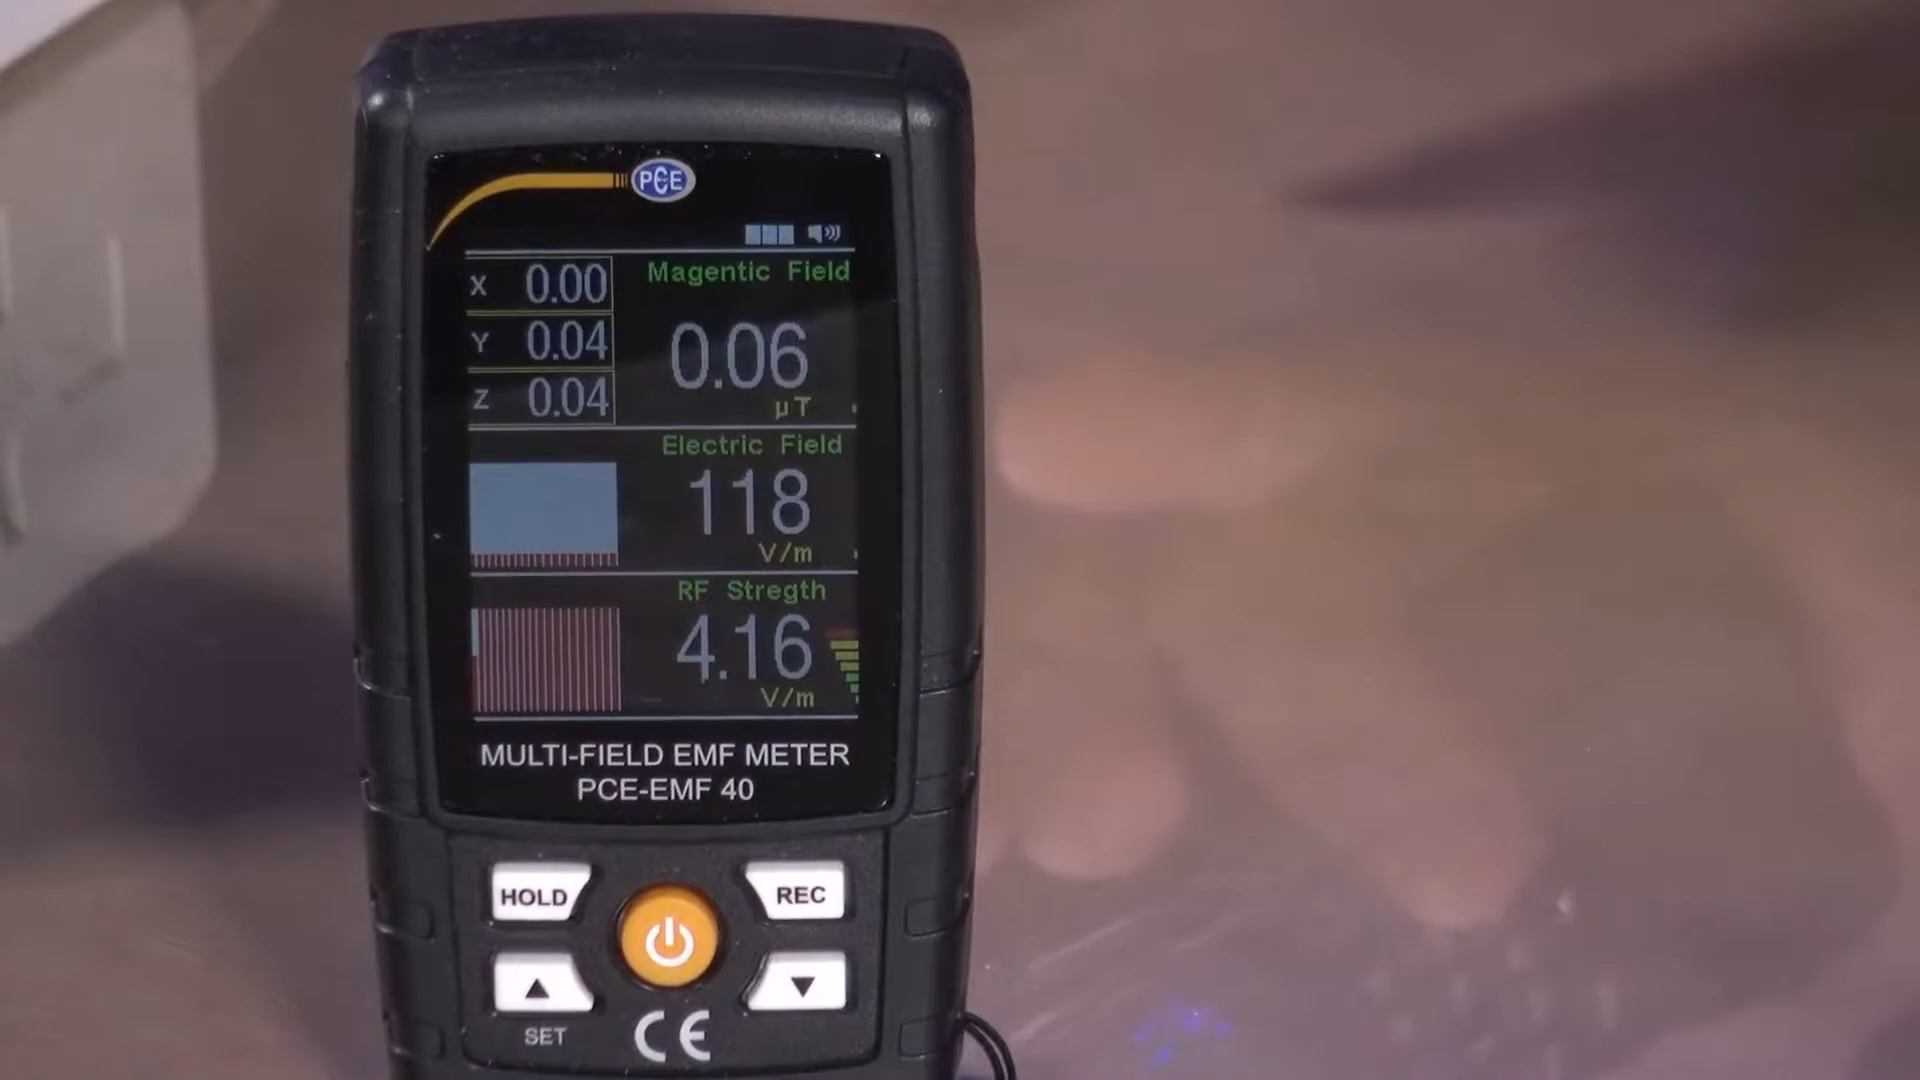 PCE
X 0.00
Magentic Field
Y 0.04
0.06
µT
Z 0.04
Electric Field
118
V/m
RF Stregth
4.16
V/m
MULTI-FIELD EMF METER
PCE-EMF 40
HOLD
REC
SET
CE